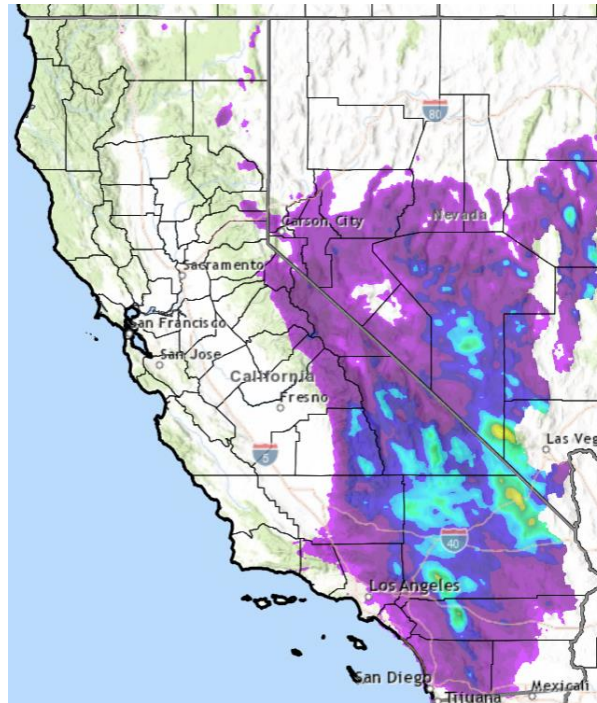 80
Carson City
Nevada
Sacramento
San Francisco
San Jose
California
Fresno
5
Las Veg
40
Los Angeles
San Diego
Mexicali
Tijuana